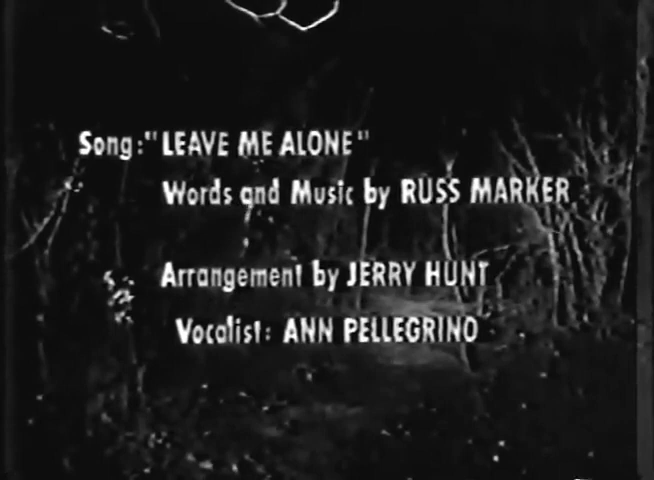 Song: "LEAVE ME ALONE"
Words and Music by RUSS MARKER
Arrangement by JERRY HUNT
Vocalist: ANN PELLEGRINO